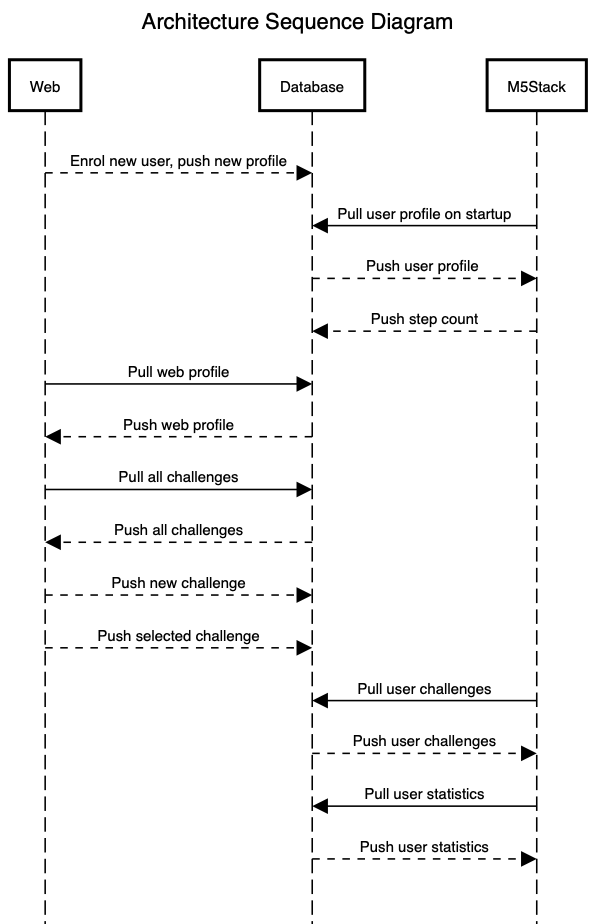 Architecture Sequence Diagram
Web
Database
M5Stack
Enrol new user, push new profile
Pull user profile on startup
Push user profile
Push step count
Pull web profile
Push web profile
Pull all challenges
Push all challenges
Push new challenge
Push selected challenge
Pull user challenges
Push user challenges
Pull user statistics
Push user statistics